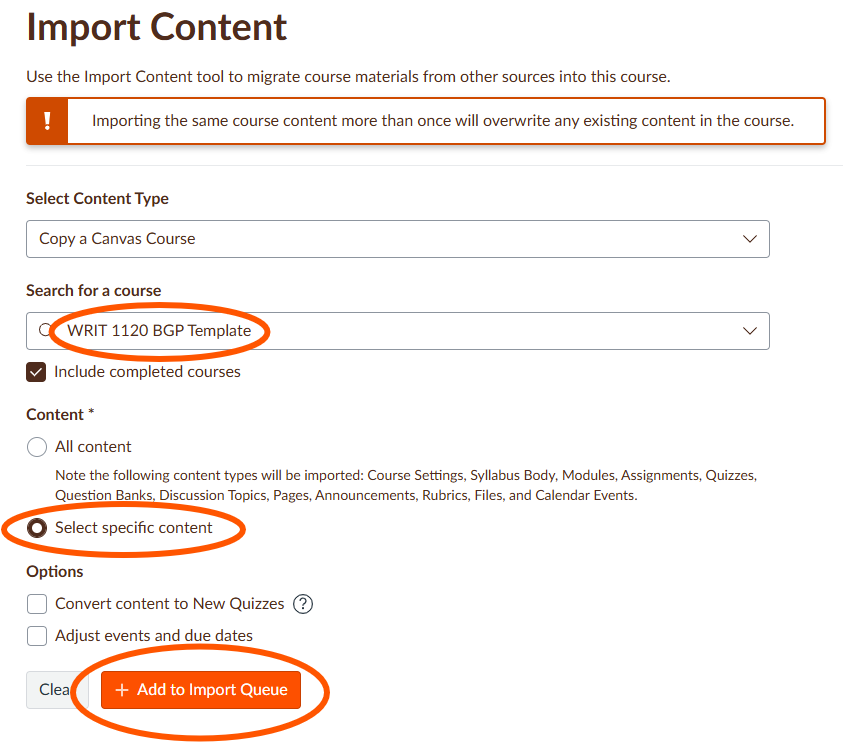 Import Content
Use the Import Content tool to migrate course materials from other sources into this course.
!
Importing the same course content more than once will overwrite any existing content in the course.
Select Content Type
Copy a Canvas Course
Search for a course
WRIT 1120 BGP Template
Include completed courses
Content *
All content
Note the following content types will be imported: Course Settings, Syllabus Body, Modules, Assignments, Quizzes,
Question Banks, Discussion Topics, Pages, Announcements, Rubrics, Files, and Calendar Events.
Select specific content
Options
Convert content to New Quizzes ?
Adjust events and due dates
Clea
+ Add to Import Queue